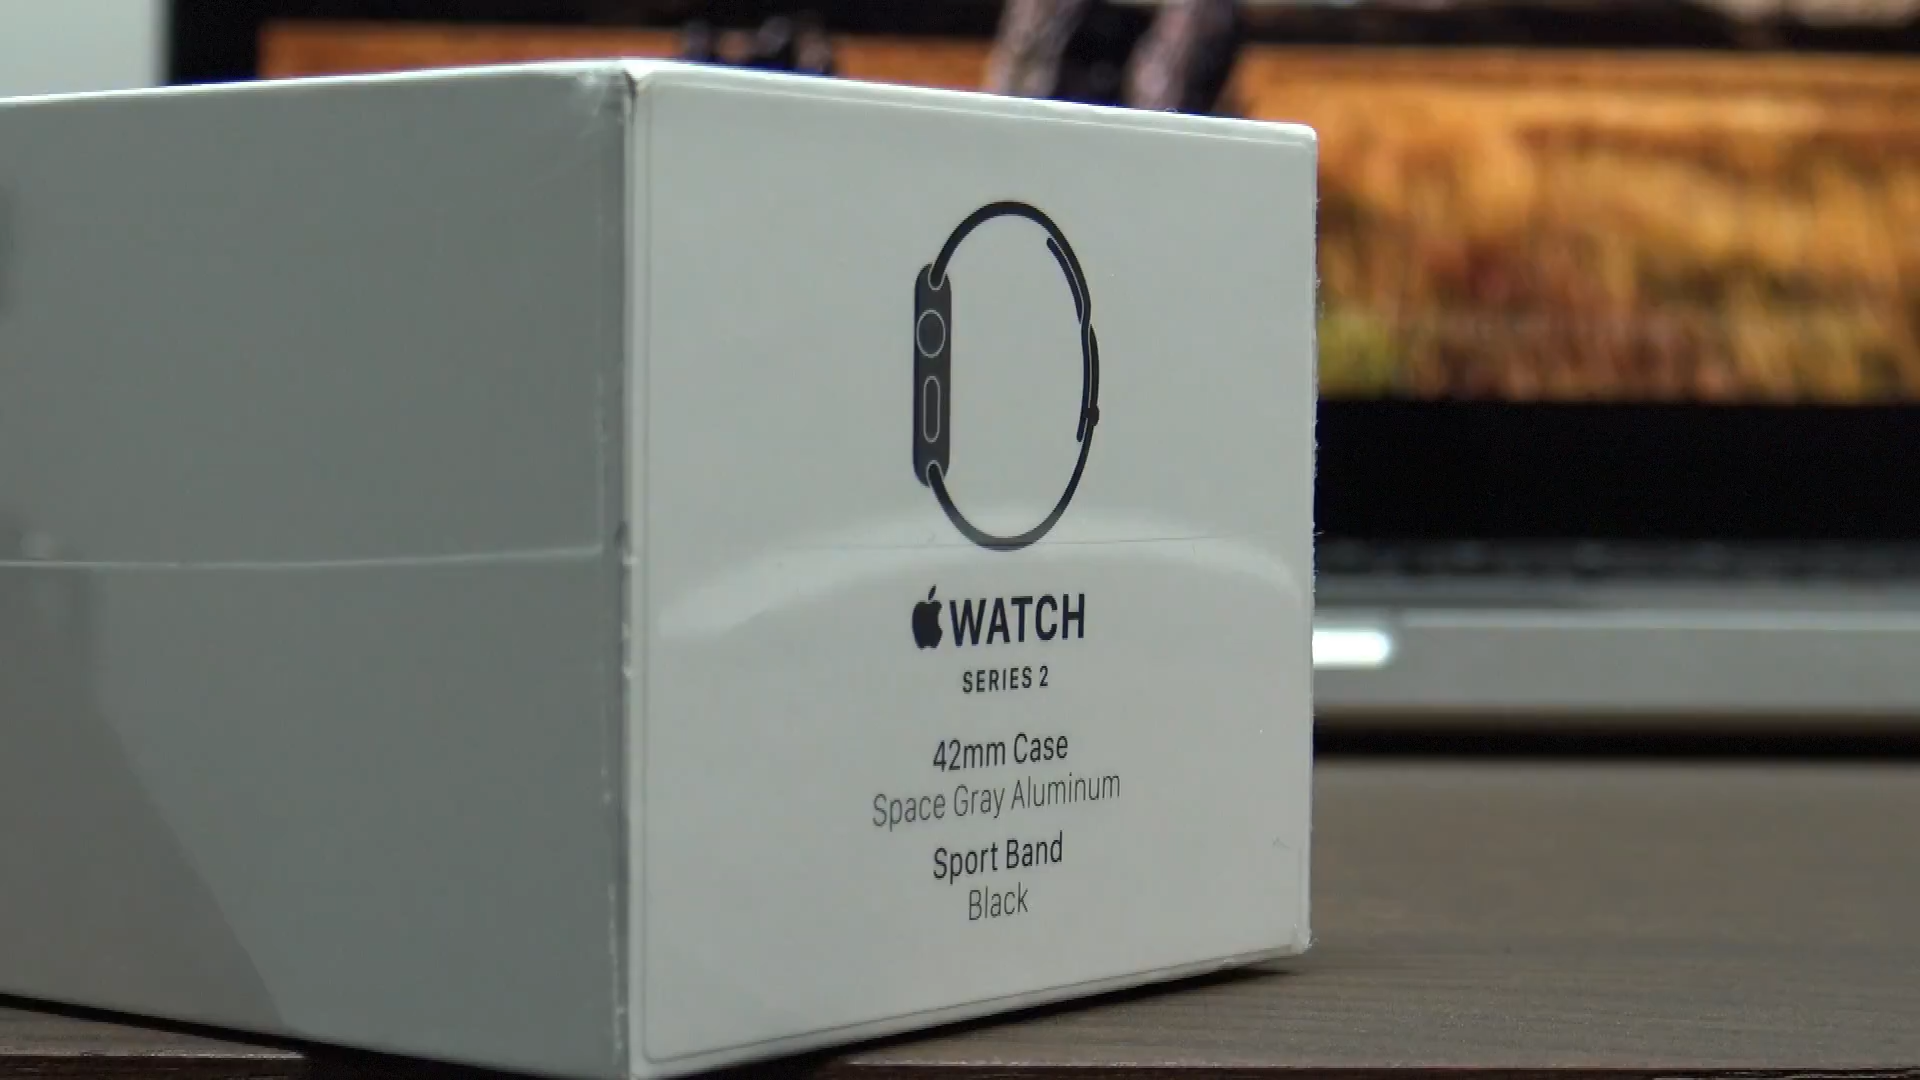 WATCH
SERIES 2
42mm Case
Space Gray Aluminum
Sport Band
Black